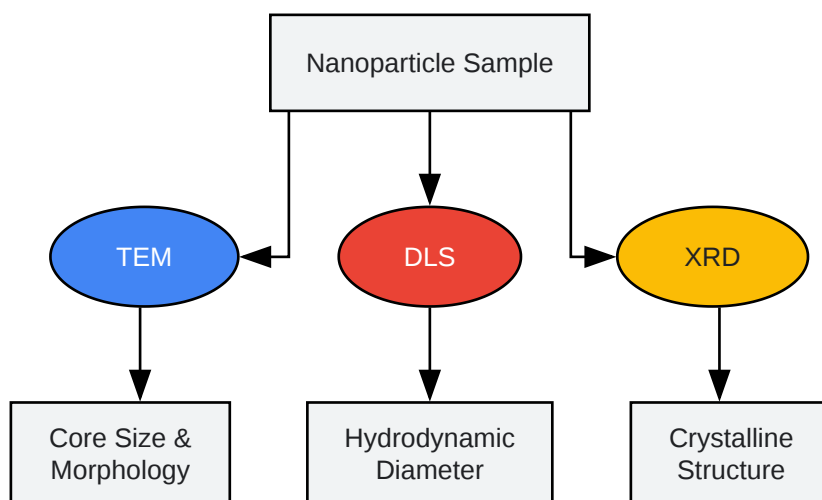 Nanoparticle Sample
TEM
DLS
XRD
Core Size &
Morphology
Hydrodynamic
Diameter
Crystalline
Structure